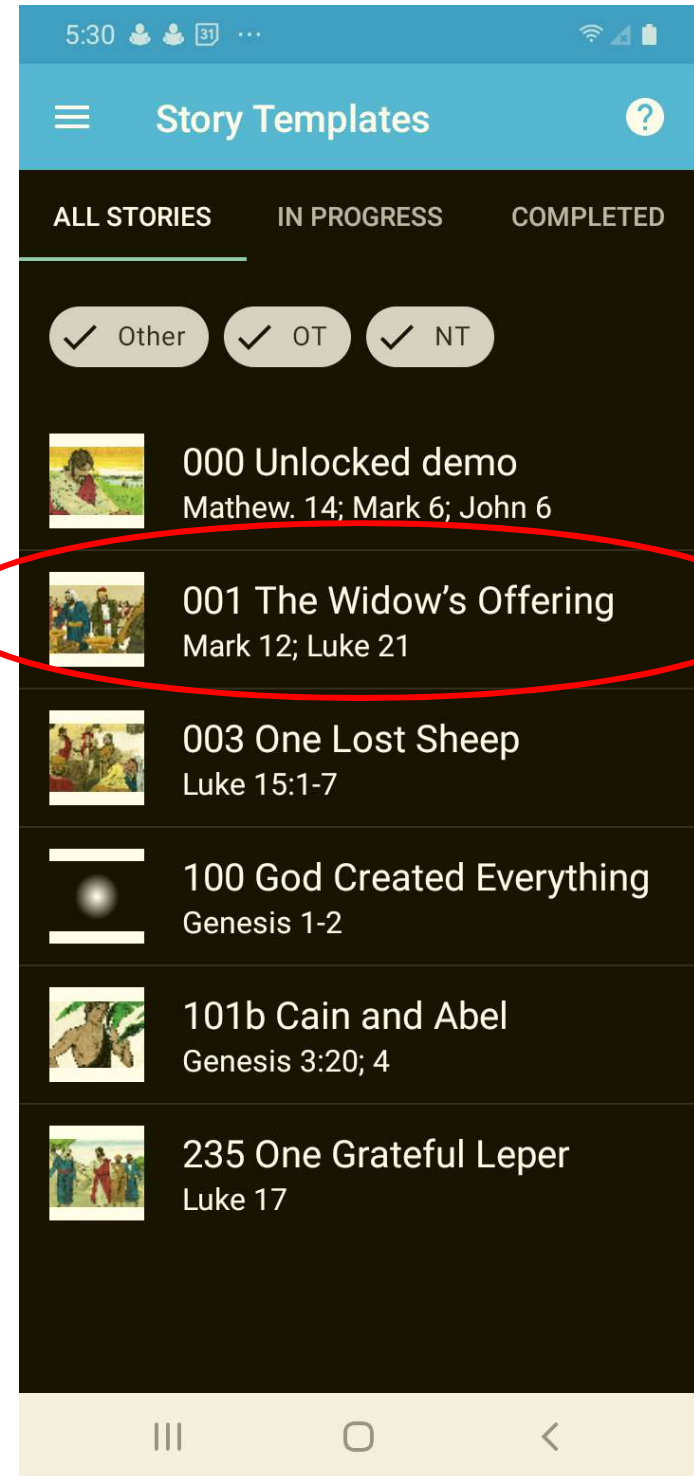 5:30 31 ...
Story Templates ?
ALL STORIES IN PROGRESS COMPLETED
Other OT NT
000 Unlocked demo
Mathew. 14; Mark 6; John 6
001 The Widow's Offering
Mark 12; Luke 21
003 One Lost Sheep
Luke 15:1-7
100 God Created Everything
Genesis 1-2
101b Cain and Abel
Genesis 3:20; 4
235 One Grateful Leper
Luke 17